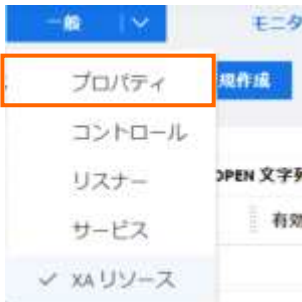 一般
モニタ
プロパティ
規作成
コントロール
リスナー
OPEN 文字列
サービス
有効
✓ XA リソース